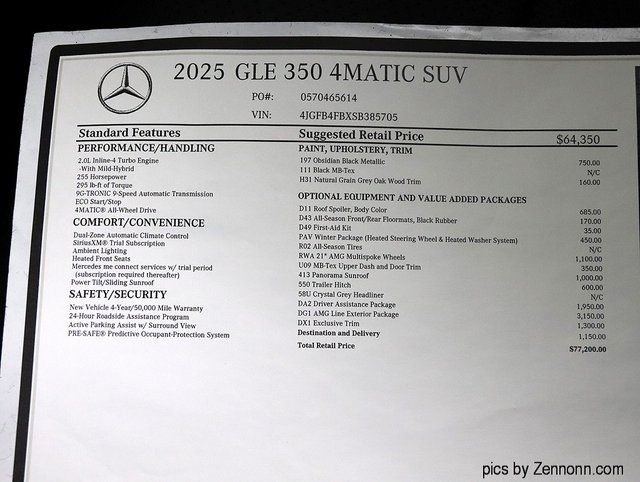 2025 GLE 350 4MATIC SUV
PO#: 0570465614
VIN: 4JGFB4FBXSB385705
Standard Features
PERFORMANCE/HANDLING
2.0L Inline-4 Turbo Engine
-With Mild-Hybrid
255 Horsepower
295 lb-ft of Torque
9G-TRONIC 9-Speed Automatic Transmission
ECO Start/Stop
4MATIC® All-Wheel Drive
COMFORT/CONVENIENCE
Dual-Zone Automatic Climate Control
SiriusXM® Trial Subscription
Ambient Lighting
Heated Front Seats
Mercedes me connect services w/ trial period
(subscription required thereafter)
Power Tilt/Sliding Sunroof
SAFETY/SECURITY
New Vehicle 4-Year/50,000 Mile Warranty
24-Hour Roadside Assistance Program
Active Parking Assist w/ Surround View
PRE-SAFE® Predictive Occupant-Protection System
Suggested Retail Price $64,350
PAINT, UPHOLSTERY, TRIM
197 Obsidian Black Metallic 750.00
111 Black MB-Tex N/C
H31 Natural Grain Grey Oak Wood Trim 160.00
OPTIONAL EQUIPMENT AND VALUE ADDED PACKAGES
D11 Roof Spoiler, Body Color 685.00
D43 All-Season Front/Rear Floormats, Black Rubber 170.00
D49 First-Aid Kit 35.00
PAV Winter Package (Heated Steering Wheel & Heated Washer System) 450.00
R02 All-Season Tires N/C
RWA 21" AMG Multispoke Wheels 1,100.00
U09 MB-Tex Upper Dash and Door Trim 350.00
413 Panorama Sunroof 1,000.00
550 Trailer Hitch 600.00
58U Crystal Grey Headliner N/C
DA2 Driver Assistance Package 1,950.00
DG1 AMG Line Exterior Package 3,150.00
DX1 Exclusive Trim 1,300.00
Destination and Delivery 1,150.00
Total Retail Price $77,200.00
pics by Zennonn.com